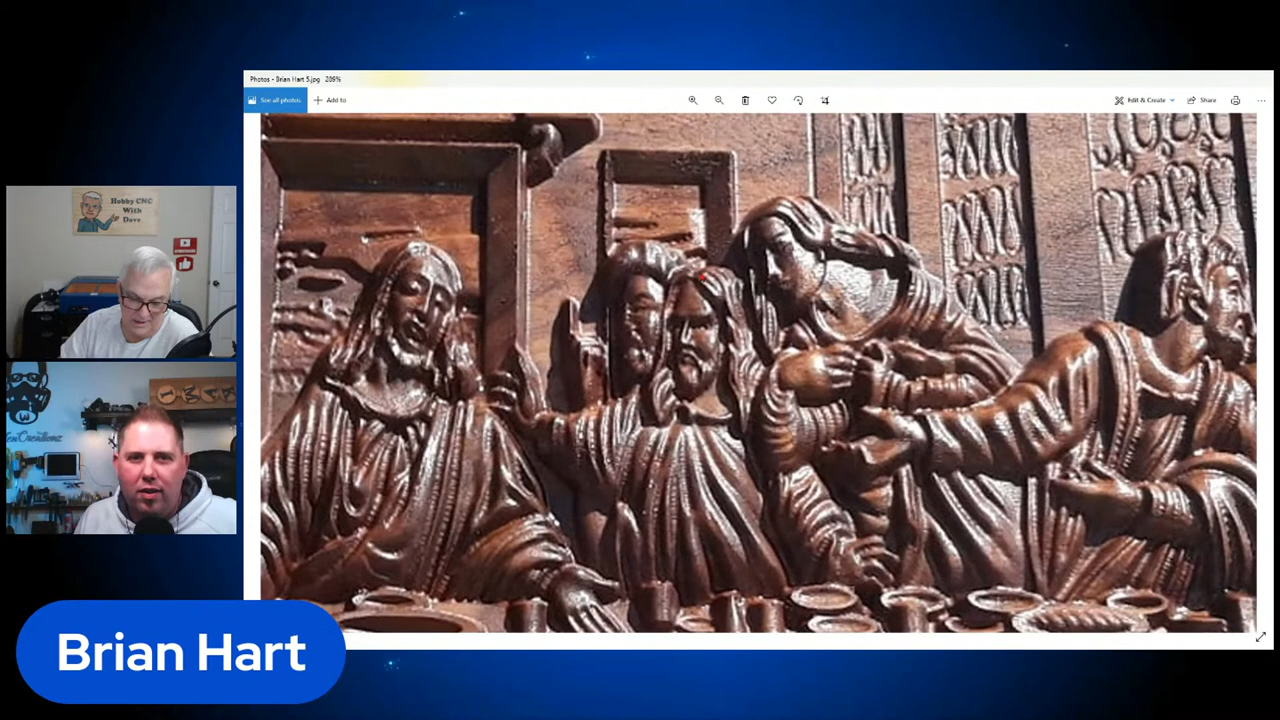 Photos - Brian Hart 5.jpg 289%
See all photos
Add to
Edit & Create
Share
Hobby CNC
With
Dave
Brian Hart